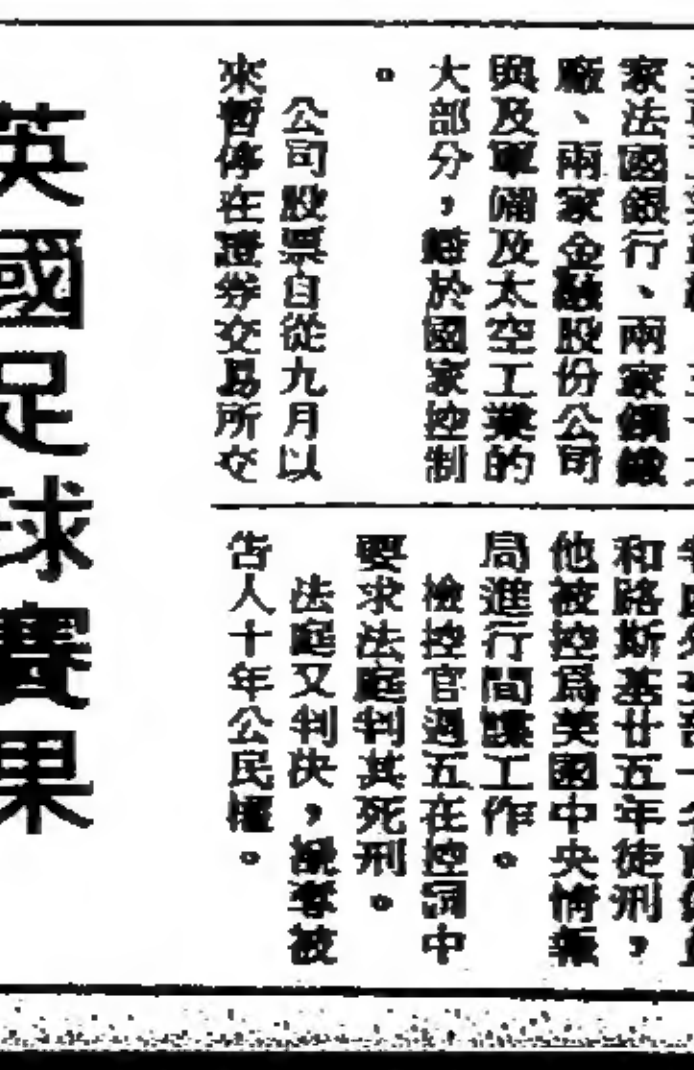 家法國銀行、兩家鋼鐵
廠、兩家金融股份公司
與及軍備及太空工業的
大部分，歸於國家控制
。
公司股票自從九月以
來暫停在證券交易所交
和路斯基廿五年徒刑，
他被控爲美國中央情報
局進行間諜工作。
檢控官週五在控詞中
要求法庭判其死刑。
法庭又判決，褫奪被
告人十年公民權。
英國足球賽果